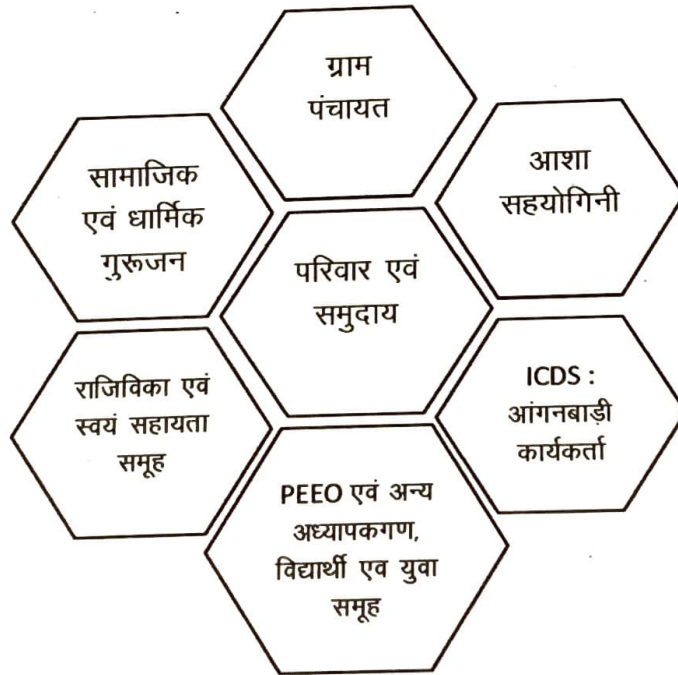 ग्राम
पंचायत
सामाजिक
एवं धार्मिक
गुरूजन
आशा
सहयोगिनी
परिवार एवं
समुदाय
राजिविका एवं
स्वयं सहायता
समूह
ICDS :
आंगनबाड़ी
कार्यकर्ता
PEEO एवं अन्य
अध्यापकगण,
विद्यार्थी एव युवा
समूह